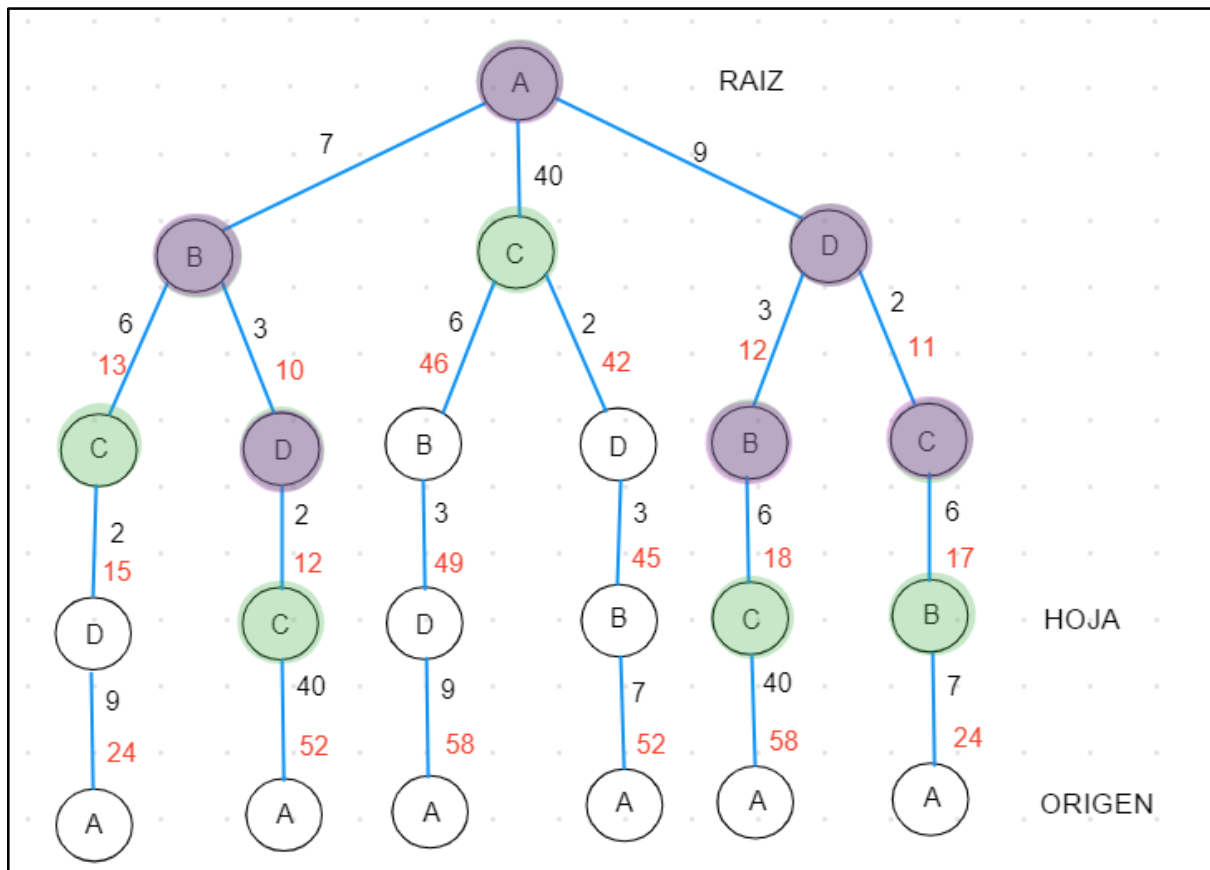 A RAIZ
7 40 9
B C D
6 3 6 2 3 2
13 10 46 42 12 11
C D B D B C
2 2 3 3 6 6
15 12 49 45 18 17
D C D B C B HOJA
9 40 9 7 40 7
24 52 58 52 58 24
A A A A A A ORIGEN